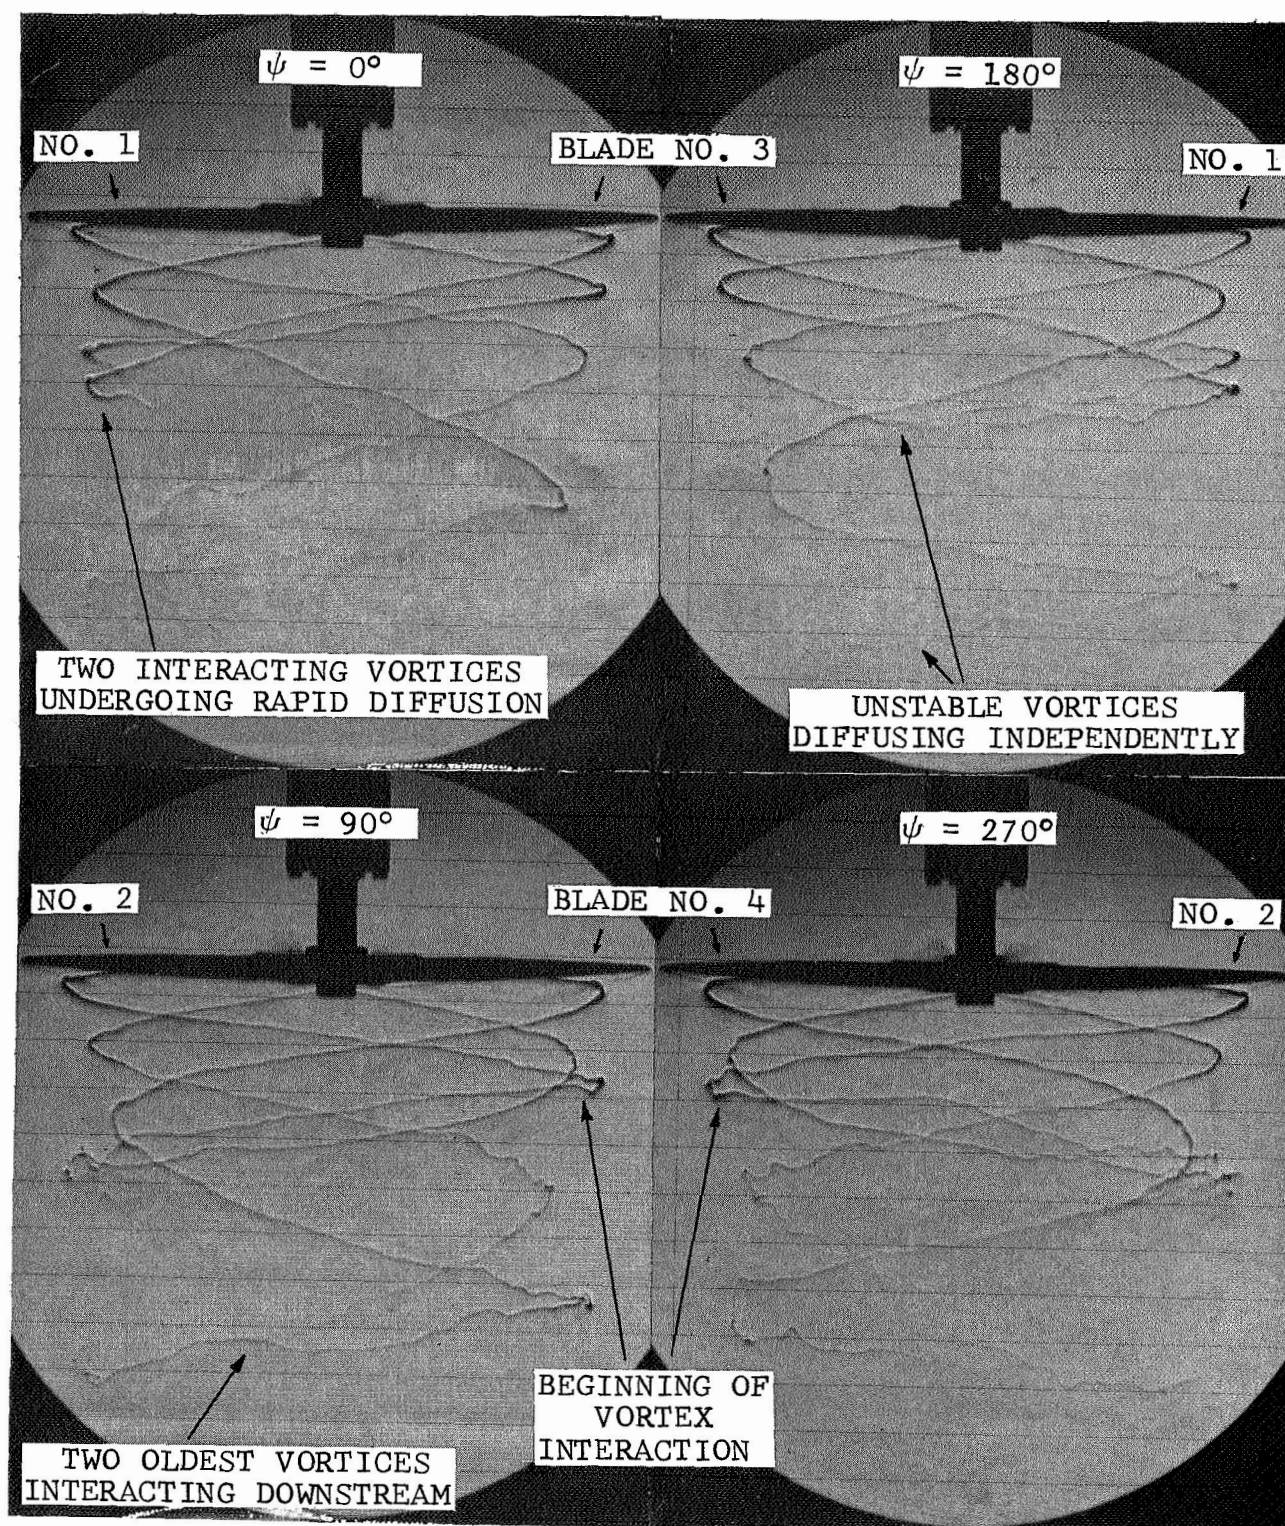 ψ = 0°
ψ = 180°
NO. 1
BLADE NO. 3
NO. 1
TWO INTERACTING VORTICES
UNDERGOING RAPID DIFFUSION
UNSTABLE VORTICES
DIFFUSING INDEPENDENTLY
ψ = 90°
ψ = 270°
NO. 2
BLADE NO. 4
NO. 2
BEGINNING OF
VORTEX
INTERACTION
TWO OLDEST VORTICES
INTERACTING DOWNSTREAM